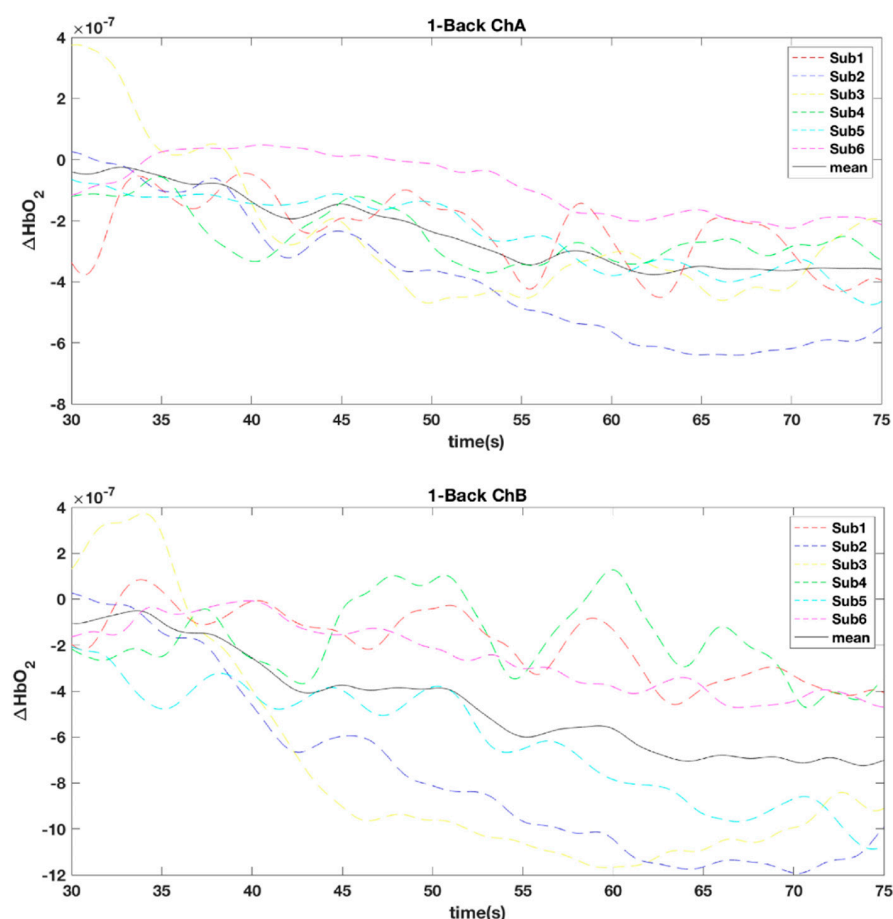 1-Back ChA
×10⁻⁷
4
2
0
-2
-4
-6
-8
ΔHbO₂
30 35 40 45 50 55 60 65 70 75
time(s)
Sub1
Sub2
Sub3
Sub4
Sub5
Sub6
mean
1-Back ChB
×10⁻⁷
4
2
0
-2
-4
-6
-8
-10
-12
ΔHbO₂
30 35 40 45 50 55 60 65 70 75
time(s)
Sub1
Sub2
Sub3
Sub4
Sub5
Sub6
mean